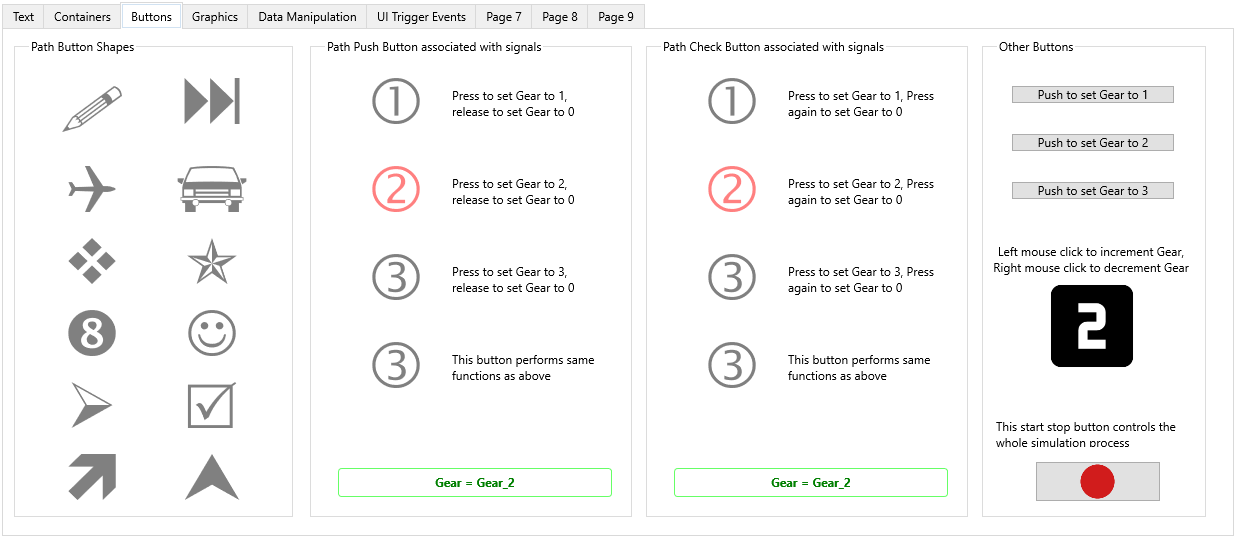 Text Containers Buttons Graphics Data Manipulation UI Trigger Events Page 7 Page 8 Page 9
Path Button Shapes
8
Path Push Button associated with signals
1
Press to set Gear to 1,
release to set Gear to 0
2
Press to set Gear to 2,
release to set Gear to 0
3
Press to set Gear to 3,
release to set Gear to 0
3
This button performs same
functions as above
Gear = Gear_2
Path Check Button associated with signals
1
Press to set Gear to 1, Press
again to set Gear to 0
2
Press to set Gear to 2, Press
again to set Gear to 0
3
Press to set Gear to 3, Press
again to set Gear to 0
3
This button performs same
functions as above
Gear = Gear_2
Other Buttons
Push to set Gear to 1
Push to set Gear to 2
Push to set Gear to 3
Left mouse click to increment Gear,
Right mouse click to decrement Gear
2
This start stop button controls the
whole simulation process